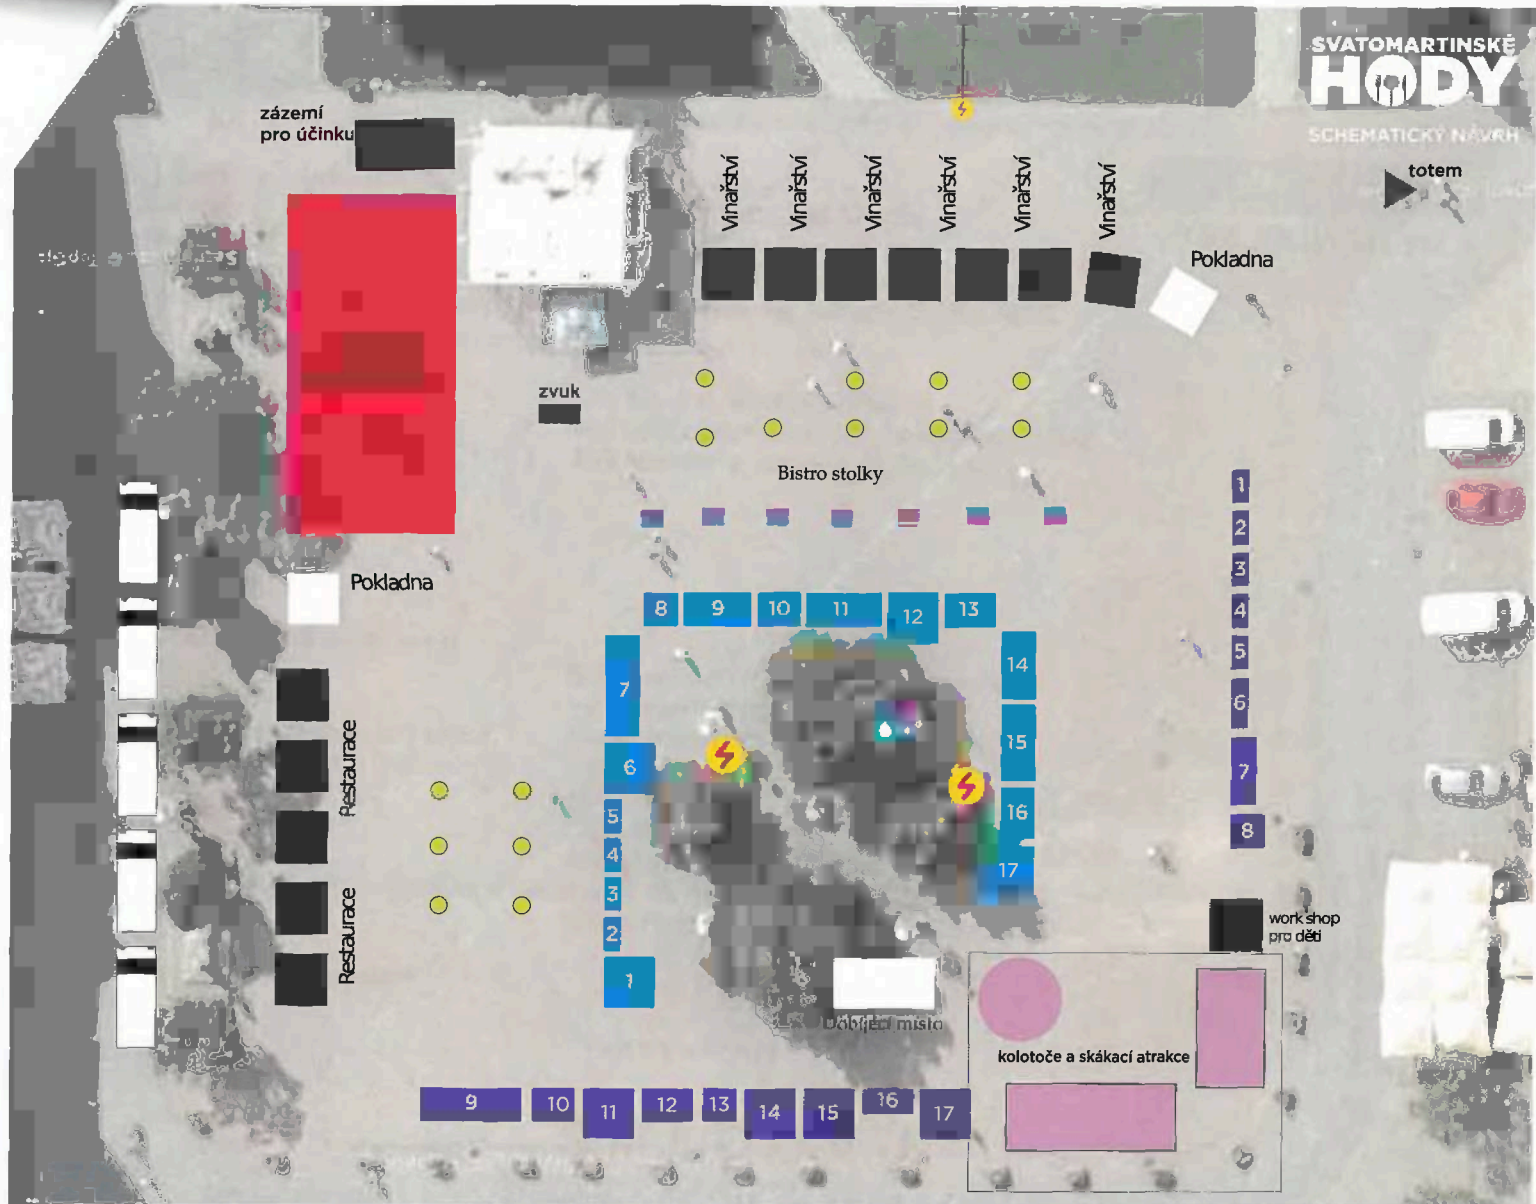 SVATOMARTINSKÉ
HODY
SCHEMATICKÝ NÁVRH
zázemí
pro účinku
totem
Vinařství
Vinařství
Vinařství
Vinařství
Vinařství
Vinařství
Pokladna
zvuk
Bistro stolky
Pokladna
1
2
3
4
5
6
7
8
8
9
10
11
12
13
14
15
16
17
7
6
5
4
3
2
1
Restaurace
Restaurace
work shop
pro děti
Dobíjecí místo
kolotoče a skákací atrakce
9
10
11
12
13
14
15
16
17